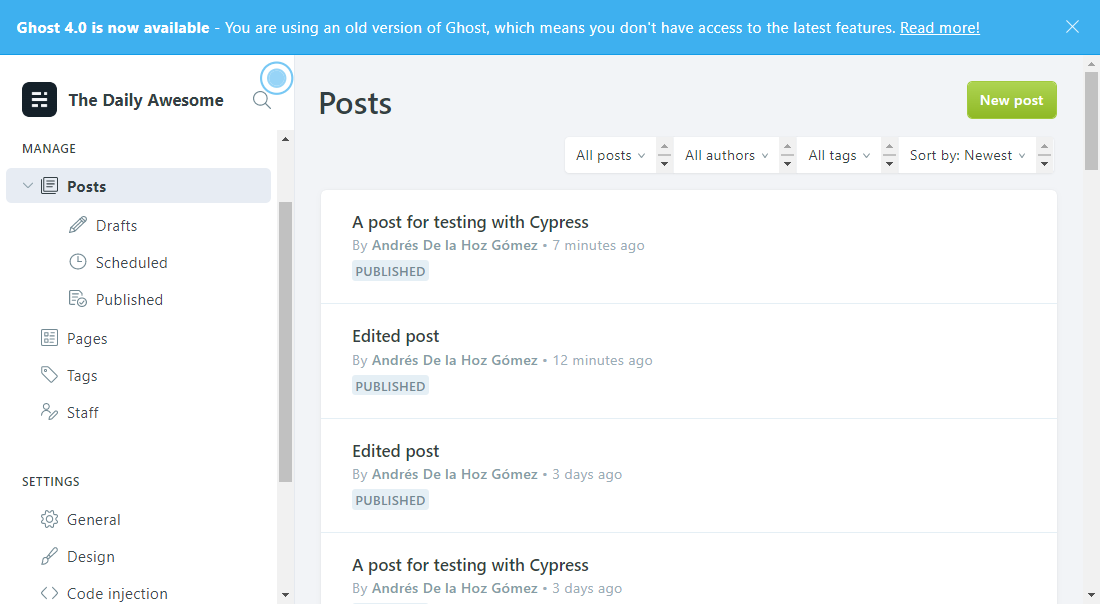 Ghost 4.0 is now available - You are using an old version of Ghost, which means you don't have access to the latest features. Read more!
The Daily Awesome
MANAGE
Posts
Drafts
Scheduled
Published
Pages
Tags
Staff
SETTINGS
General
Design
Code injection
Posts
New post
All posts
All authors
All tags
Sort by: Newest
A post for testing with Cypress
By Andrés De la Hoz Gómez • 7 minutes ago
PUBLISHED
Edited post
By Andrés De la Hoz Gómez • 12 minutes ago
PUBLISHED
Edited post
By Andrés De la Hoz Gómez • 3 days ago
PUBLISHED
A post for testing with Cypress
By Andrés De la Hoz Gómez • 3 days ago